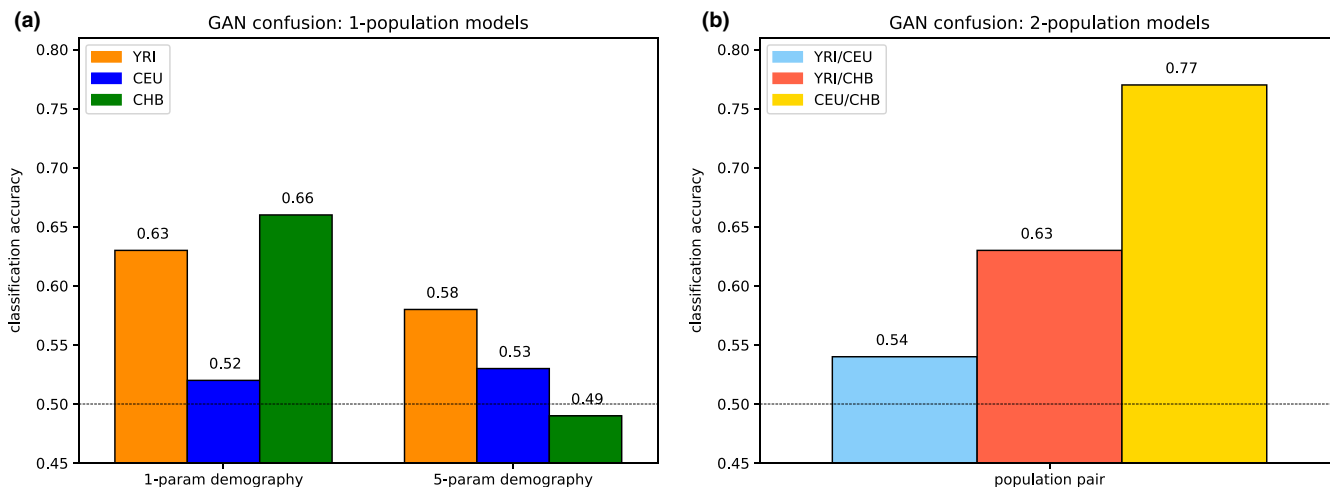 (a)
GAN confusion: 1-population models
YRI
CEU
CHB
0.80
0.75
0.70
0.65
0.60
0.55
0.50
0.45
classification accuracy
0.63
0.52
0.66
0.58
0.53
0.49
1-param demography
5-param demography
(b)
GAN confusion: 2-population models
YRI/CEU
YRI/CHB
CEU/CHB
0.80
0.75
0.70
0.65
0.60
0.55
0.50
0.45
classification accuracy
0.54
0.63
0.77
population pair